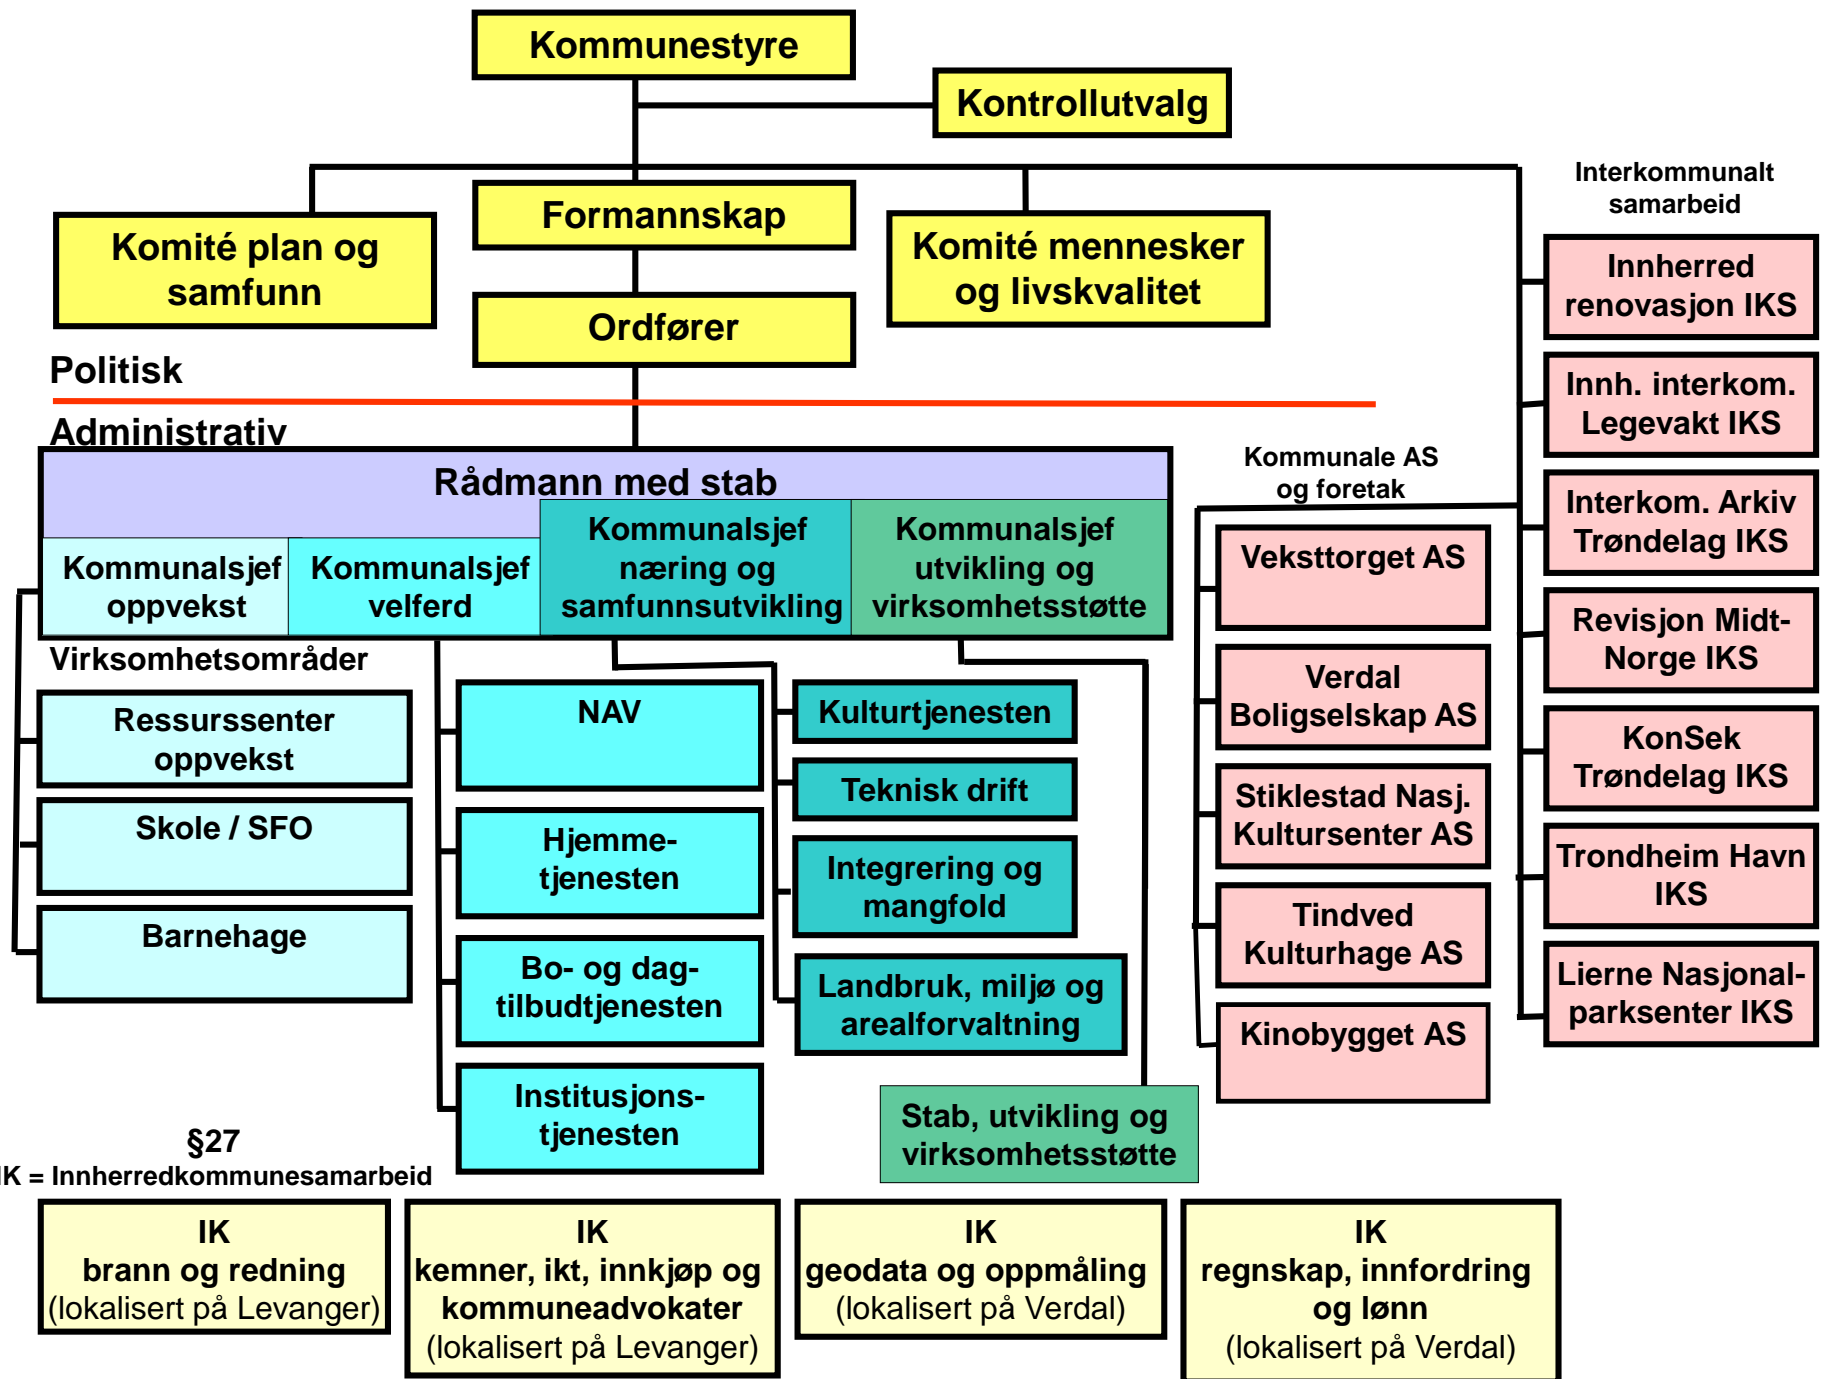 Kommunestyre
Kontrollutvalg
Formannskap
Komité plan og
samfunn
Komité mennesker
og livskvalitet
Ordfører
Politisk
Administrativ
Rådmann med stab
Kommunalsjef
oppvekst
Kommunalsjef
velferd
Kommunalsjef
næring og
samfunnsutvikling
Kommunalsjef
utvikling og
virksomhetsstøtte
Virksomhetsområder
Ressurssenter
oppvekst
Skole / SFO
Barnehage
NAV
Hjemme-
tjenesten
Bo- og dag-
tilbudtjenesten
Institusjons-
tjenesten
Kulturtjenesten
Teknisk drift
Integrering og
mangfold
Landbruk, miljø og
arealforvaltning
Stab, utvikling og
virksomhetsstøtte
Kommunale AS
og foretak
Veksttorget AS
Verdal
Boligselskap AS
Stiklestad Nasj.
Kultursenter AS
Tindved
Kulturhage AS
Kinobygget AS
Interkommunalt
samarbeid
Innherred
renovasjon IKS
Innh. interkom.
Legevakt IKS
Interkom. Arkiv
Trøndelag IKS
Revisjon Midt-
Norge IKS
KonSek
Trøndelag IKS
Trondheim Havn
IKS
Lierne Nasjonal-
parksenter IKS
§27
IK = Innherredkommunesamarbeid
IK
brann og redning
(lokalisert på Levanger)
IK
kemner, ikt, innkjøp og
kommuneadvokater
(lokalisert på Levanger)
IK
geodata og oppmåling
(lokalisert på Verdal)
IK
regnskap, innfordring
og lønn
(lokalisert på Verdal)